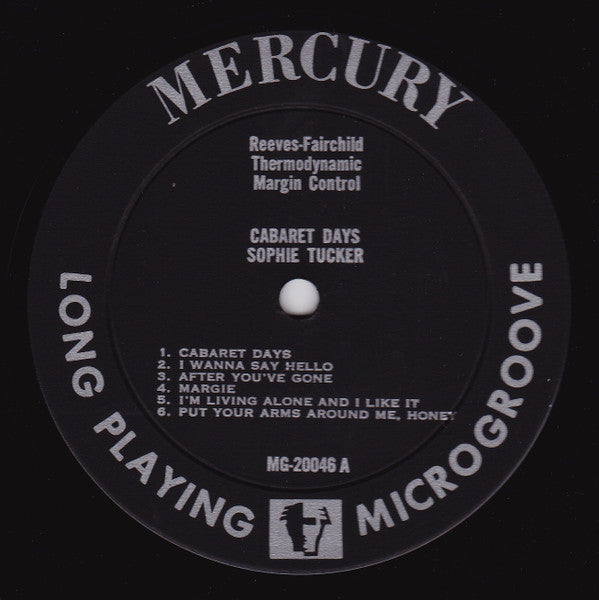 MERCURY
Reeves-Fairchild
Thermodynamic
Margin Control
CABARET DAYS
SOPHIE TUCKER
1. CABARET DAYS
2. I WANNA SAY HELLO
3. AFTER YOU'VE GONE
4. MARGIE
5. I'M LIVING ALONE AND I LIKE IT
6. PUT YOUR ARMS AROUND ME, HONEY
MG-20046 A
LONG PLAYING MICROGROOVE